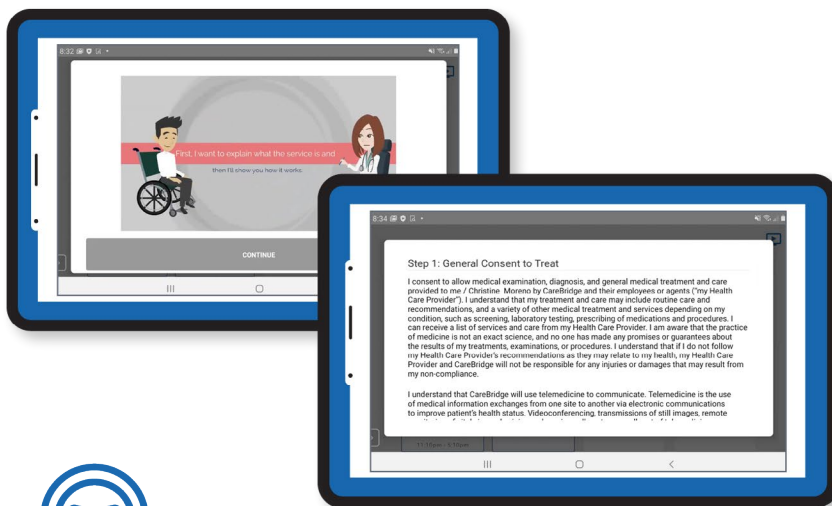 8:32
First, I want to explain what the service is and
then I'll show you how it works.
CONTINUE
8:34
Step 1: General Consent to Treat
I consent to allow medical examination, diagnosis, and general medical treatment and care
provided to me / Christine Moreno by CareBridge and their employees or agents ("my Health
Care Provider"). I understand that my treatment and care may include routine care and
recommendations, and a variety of other medical treatment and services depending on my
condition, such as screening, laboratory testing, prescribing of medications and procedures. I
can receive a list of services and care from my Health Care Provider. I am aware that the practice
of medicine is not an exact science, and no one has made any promises or guarantees about
the results of my treatments, examinations, or procedures. I understand that if I do not follow
my Health Care Provider's recommendations as they may relate to my health, my Health Care
Provider and CareBridge will not be responsible for any injuries or damages that may result from
my non-compliance.
I understand that CareBridge will use telemedicine to communicate. Telemedicine is the use
of medical information exchanges from one site to another via electronic communications
to improve patient's health status. Videoconferencing, transmissions of still images, remote